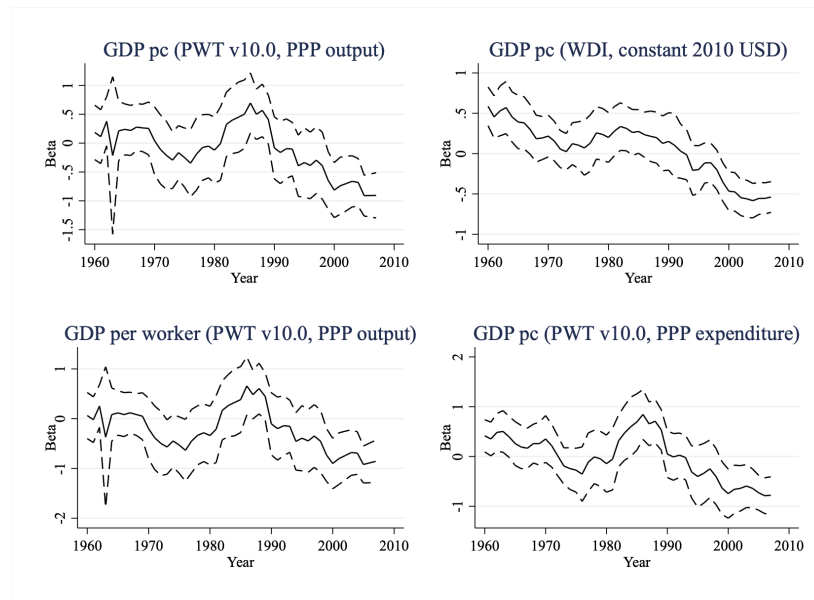 GDP pc (PWT v10.0, PPP output)
Beta
-1.5 -1 -.5 0 .5 1
1960 1970 1980 1990 2000 2010
Year
GDP pc (WDI, constant 2010 USD)
Beta
-1 -.5 0 .5 1
1960 1970 1980 1990 2000 2010
Year
GDP per worker (PWT v10.0, PPP output)
Beta
-2 -1 0 1
1960 1970 1980 1990 2000 2010
Year
GDP pc (PWT v10.0, PPP expenditure)
Beta
-1 0 1 2
1960 1970 1980 1990 2000 2010
Year